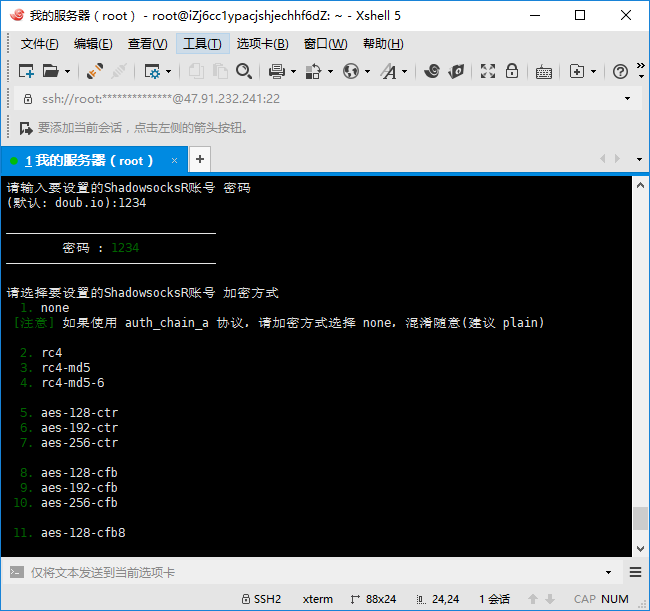 我的服务器（root） - root@iZj6cc1ypacjshjechhf6dZ: ~ - Xshell 5
文件(F) 编辑(E) 查看(V) 工具(T) 选项卡(B) 窗口(W) 帮助(H)
ssh://root:**************@47.91.232.241:22
要添加当前会话，点击左侧的箭头按钮。
1 我的服务器（root） × +
请输入要设置的ShadowsocksR账号 密码
(默认: doub.io):1234
密码 : 1234
请选择要设置的ShadowsocksR账号 加密方式
1. none
[注意] 如果使用 auth_chain_a 协议, 请加密方式选择 none, 混淆随意(建议 plain)
2. rc4
3. rc4-md5
4. rc4-md5-6
5. aes-128-ctr
6. aes-192-ctr
7. aes-256-ctr
8. aes-128-cfb
9. aes-192-cfb
10. aes-256-cfb
11. aes-128-cfb8
仅将文本发送到当前选项卡
SSH2 xterm 88x24 24,24 1 会话 CAP NUM